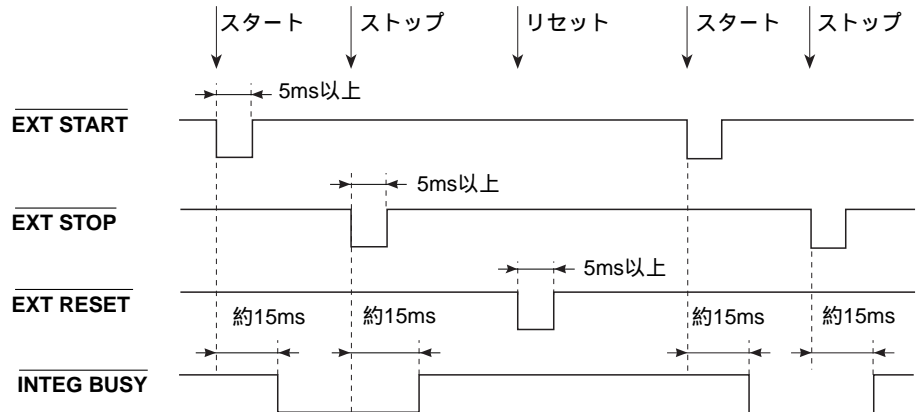 スタート ストップ リセット スタート ストップ
5ms以上
EXT START
5ms以上
EXT STOP
5ms以上
EXT RESET
約15ms 約15ms 約15ms 約15ms
INTEG BUSY